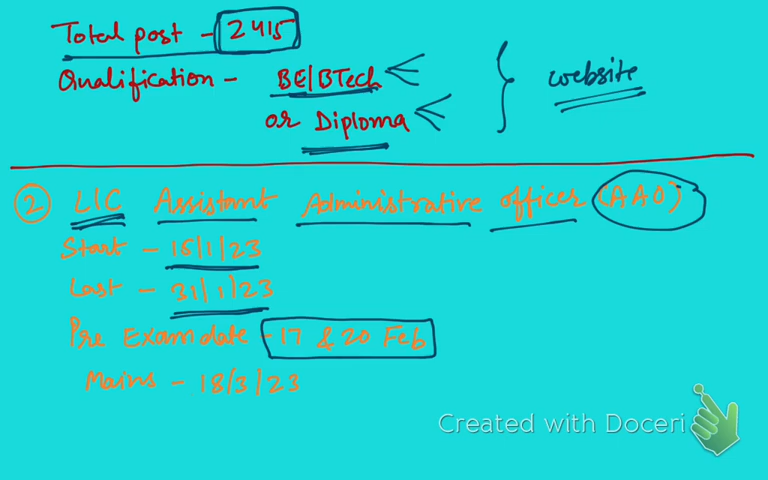 Total post - 2415
Qualification - BE/BTech
or Diploma
website
② LIC Assistant Administrative officer (AAO)
Start - 15/1/23
Last - 31/1/23
Pre Exam date - 17 & 20 Feb
Mains - 18/3/23
Created with Doceri